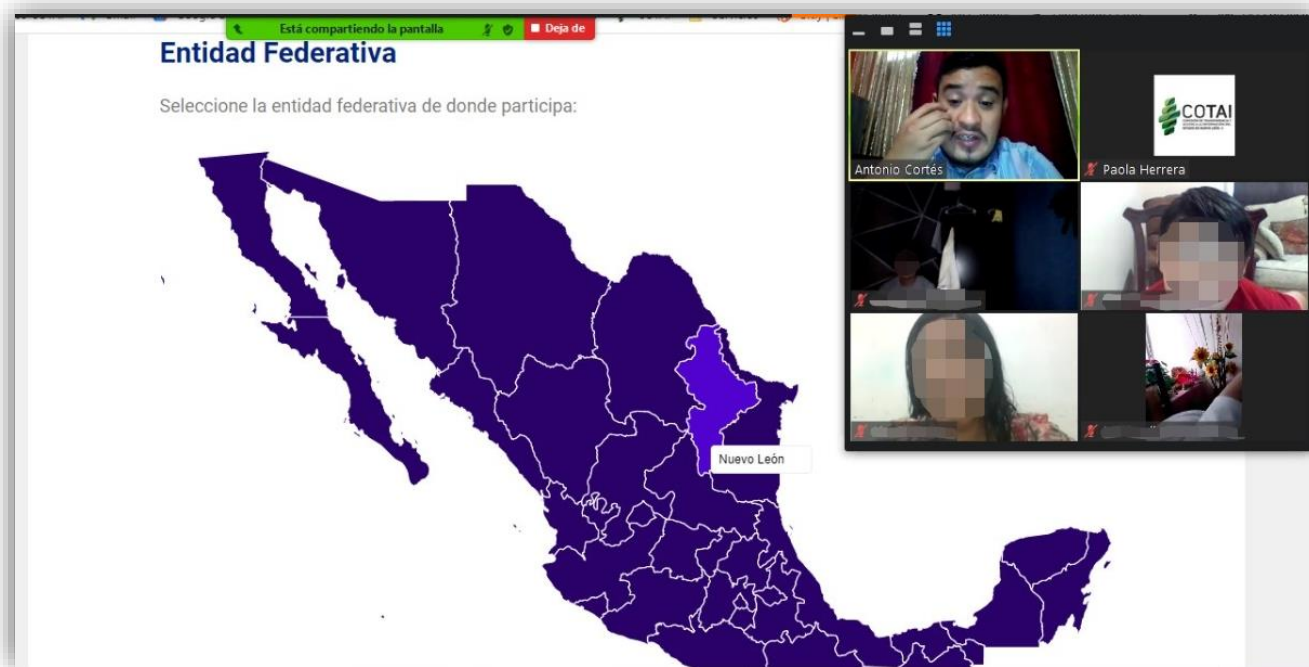 Está compartiendo la pantalla
Deja de
Entidad Federativa
Seleccione la entidad federativa de donde participa:
Nuevo León
Antonio Cortés
COTAI
Paola Herrera